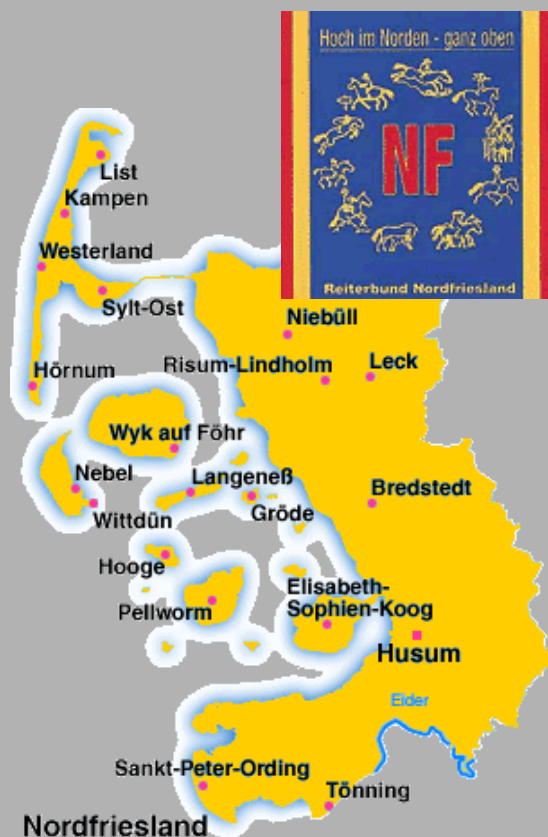 Hoch im Norden - ganz oben
NF
Reiterbund Nordfriesland
List
Kampen
Westerland
Sylt-Ost
Niebüll
Risum-Lindholm
Leck
Hörnum
Wyk auf Föhr
Nebel
Langeneß
Bredstedt
Wittdün
Gröde
Hooge
Elisabeth-
Sophien-Koog
Pellworm
Husum
Eider
Sankt-Peter-Ording
Tönning
Nordfriesland